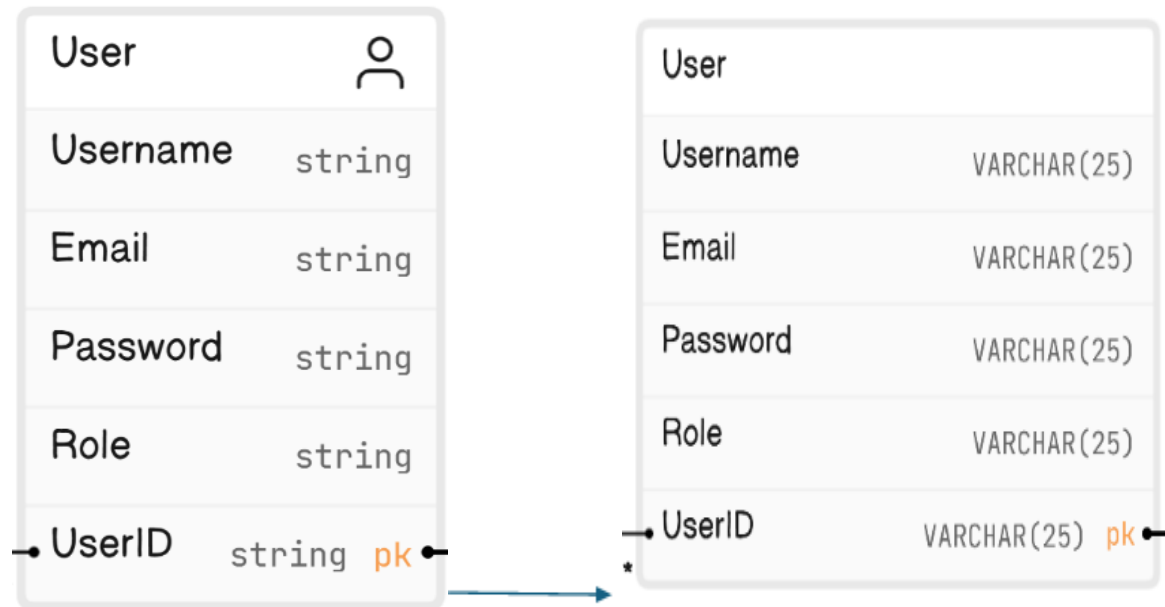 User
Username string
Email string
Password string
Role string
UserID string pk
User
Username VARCHAR(25)
Email VARCHAR(25)
Password VARCHAR(25)
Role VARCHAR(25)
UserID VARCHAR(25) pk
*